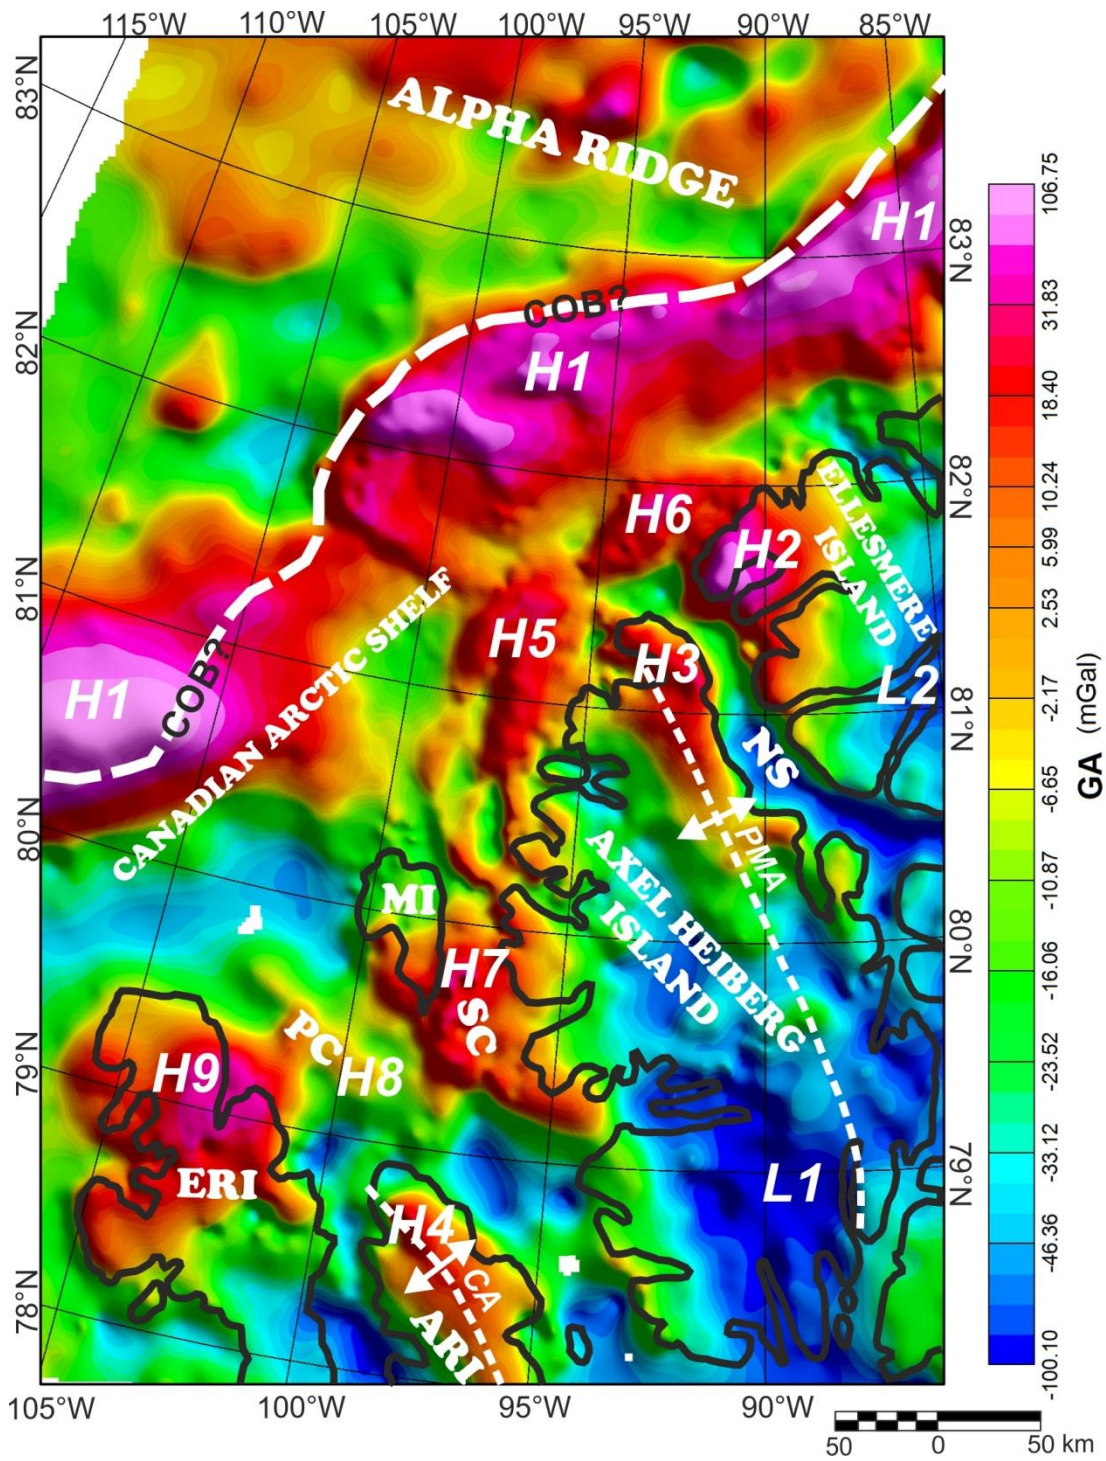 115°W 110°W 105°W 100°W 95°W 90°W 85°W
83°N
82°N
81°N
80°N
79°N
78°N
ALPHA RIDGE
H1
COB?
H1
H6
H2
ELLESMERE
ISLAND
CANADIAN ARCTIC SHELF
H5
H3
L2
H1
COB?
NS
PMA
AXEL HEIBERG
ISLAND
MI
H7
SC
PC
H8
H9
ERI
L1
H4
CA
ARI
83°N
82°N
81°N
80°N
79°N
105°W 100°W 95°W 90°W
106.75
31.83
18.40
10.24
5.99
2.53
-2.17
-6.65
-10.87
-16.06
-23.52
-33.12
-46.36
-100.10
GA (mGal)
50 0 50 km